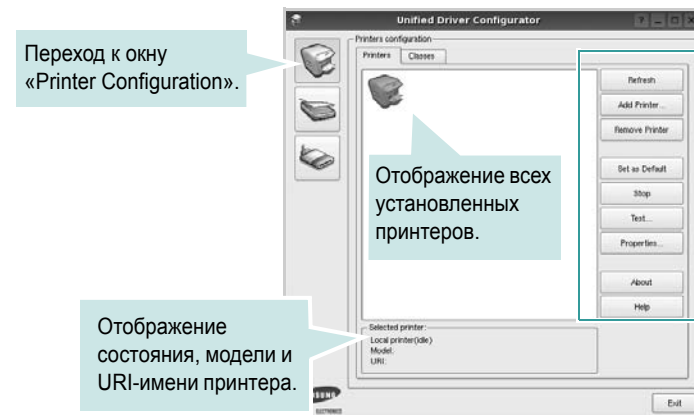 Unified Driver Configurator
Переход к окну
«Printer Configuration».
Printers configuration
Printers
Classes
Refresh
Add Printer...
Remove Printer
Set as Default
Stop
Test...
Properties...
About
Help
Отображение всех
установленных
принтеров.
Отображение
состояния, модели и
URI-имени принтера.
Selected printer:
Local printer(idle)
Model:
URI:
ELECTRONICS
Exit